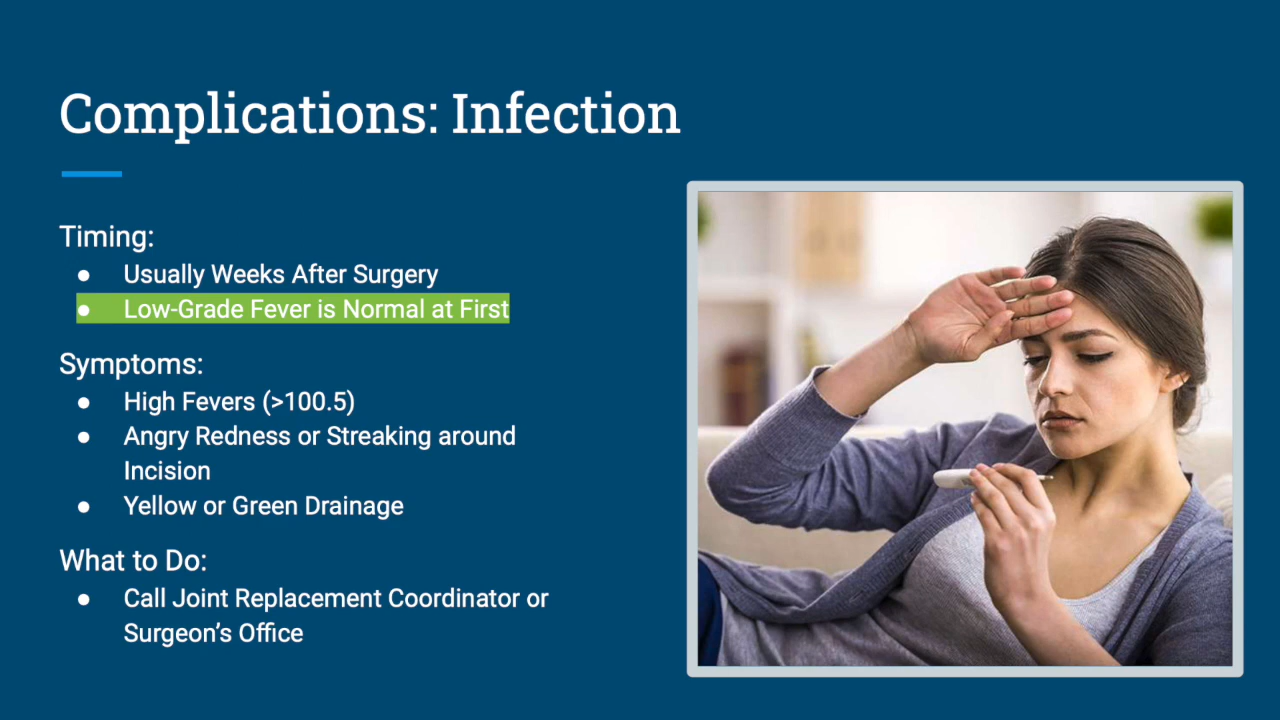 Complications: Infection
Timing:
● Usually Weeks After Surgery
● Low-Grade Fever is Normal at First
Symptoms:
● High Fevers (>100.5)
● Angry Redness or Streaking around
Incision
● Yellow or Green Drainage
What to Do:
● Call Joint Replacement Coordinator or
Surgeon’s Office